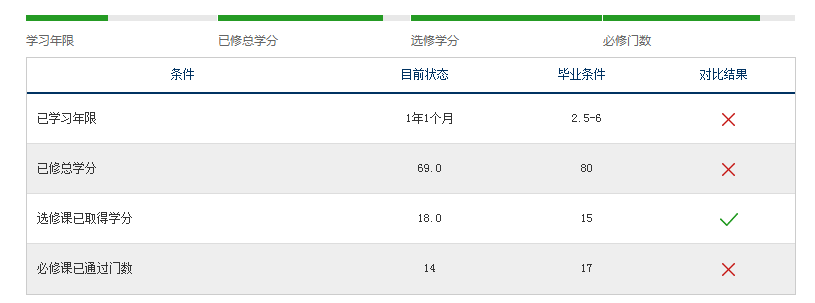 学习年限 已修总学分 选修学分 必修门数
条件 目前状态 毕业条件 对比结果
已学习年限 1年1个月 2.5-6
已修总学分 69.0 80
选修课已取得学分 18.0 15
必修课已通过门数 14 17